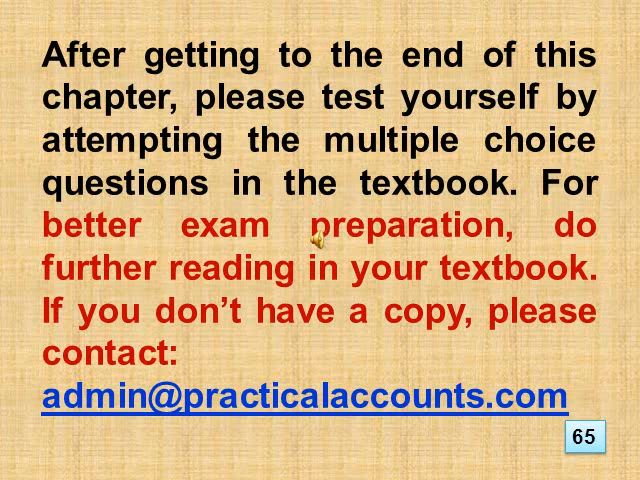 After getting to the end of this
chapter, please test yourself by
attempting the multiple choice
questions in the textbook. For
better exam preparation, do
further reading in your textbook.
If you don’t have a copy, please
contact:
admin@practicalaccounts.com
65